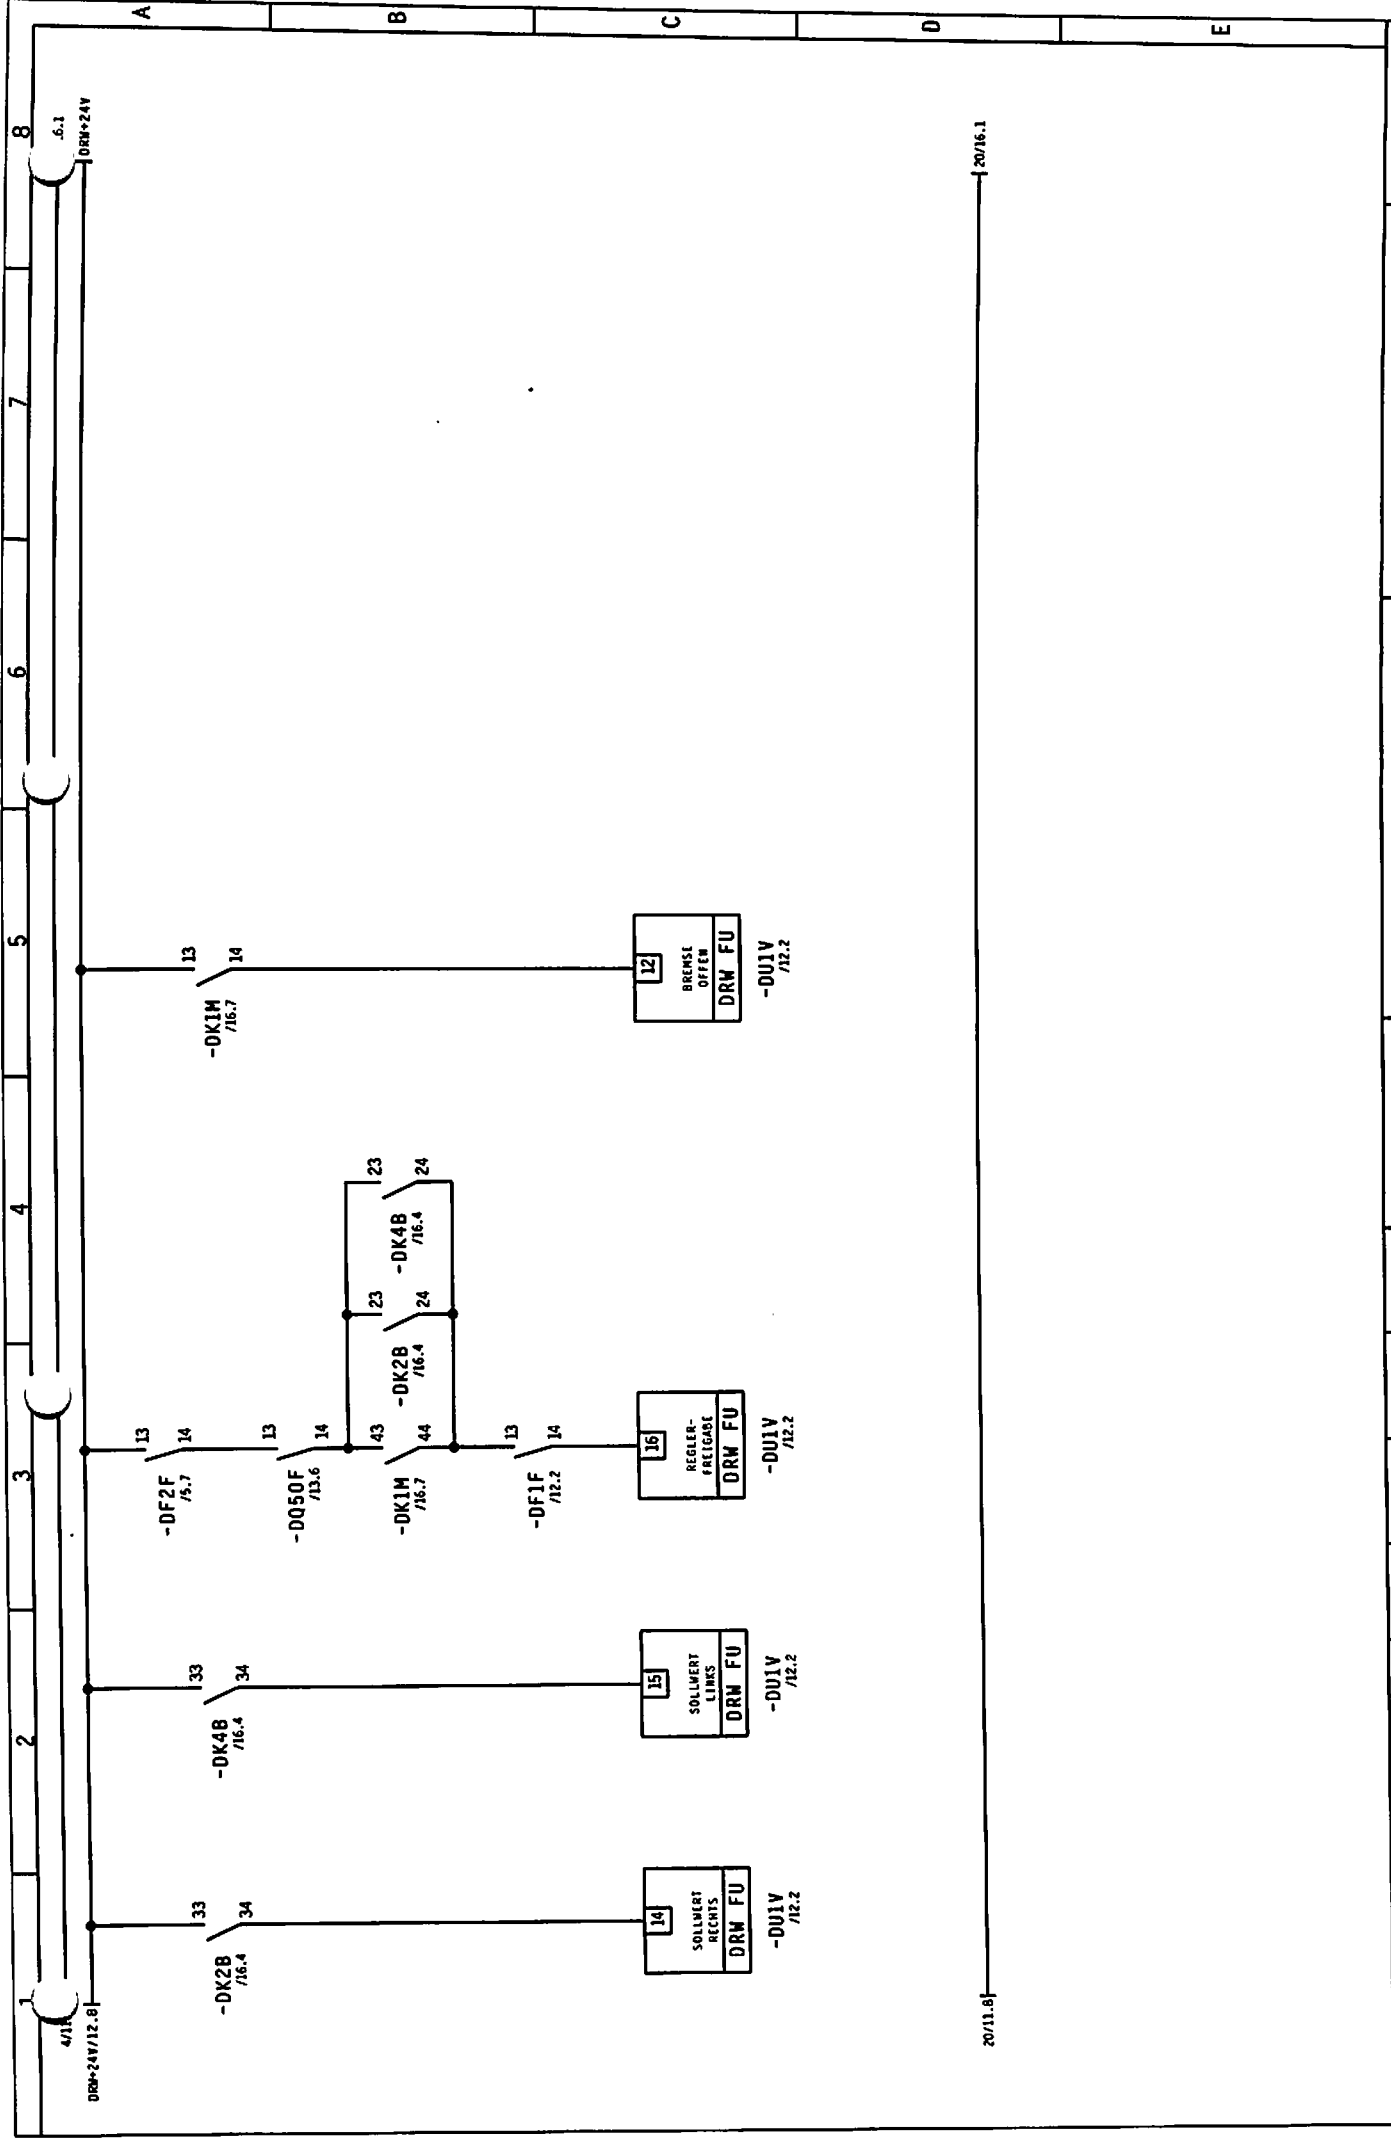 1
2
3
4
5
6
7
8
A
B
C
D
E
4/11
.6.1
DRW+24V/12.8
DRW+24V
33
34
-DK2B
/16.4
14
SOLLWERT
RECHTS
DRW FU
-DU1V
/12.2
33
34
-DK4B
/16.4
15
SOLLWERT
LINKS
DRW FU
-DU1V
/12.2
13
14
-DF2F
/5.7
13
14
-DQ50F
/13.6
43
44
-DK1M
/16.7
23
24
-DK2B
/16.4
23
24
-DK4B
/16.4
13
14
-DF1F
/12.2
16
REGLER-
FREIGABE
DRW FU
-DU1V
/12.2
13
14
-DK1M
/16.7
12
BREMSE
OFFEN
DRW FU
-DU1V
/12.2
20/11.8
20/16.1